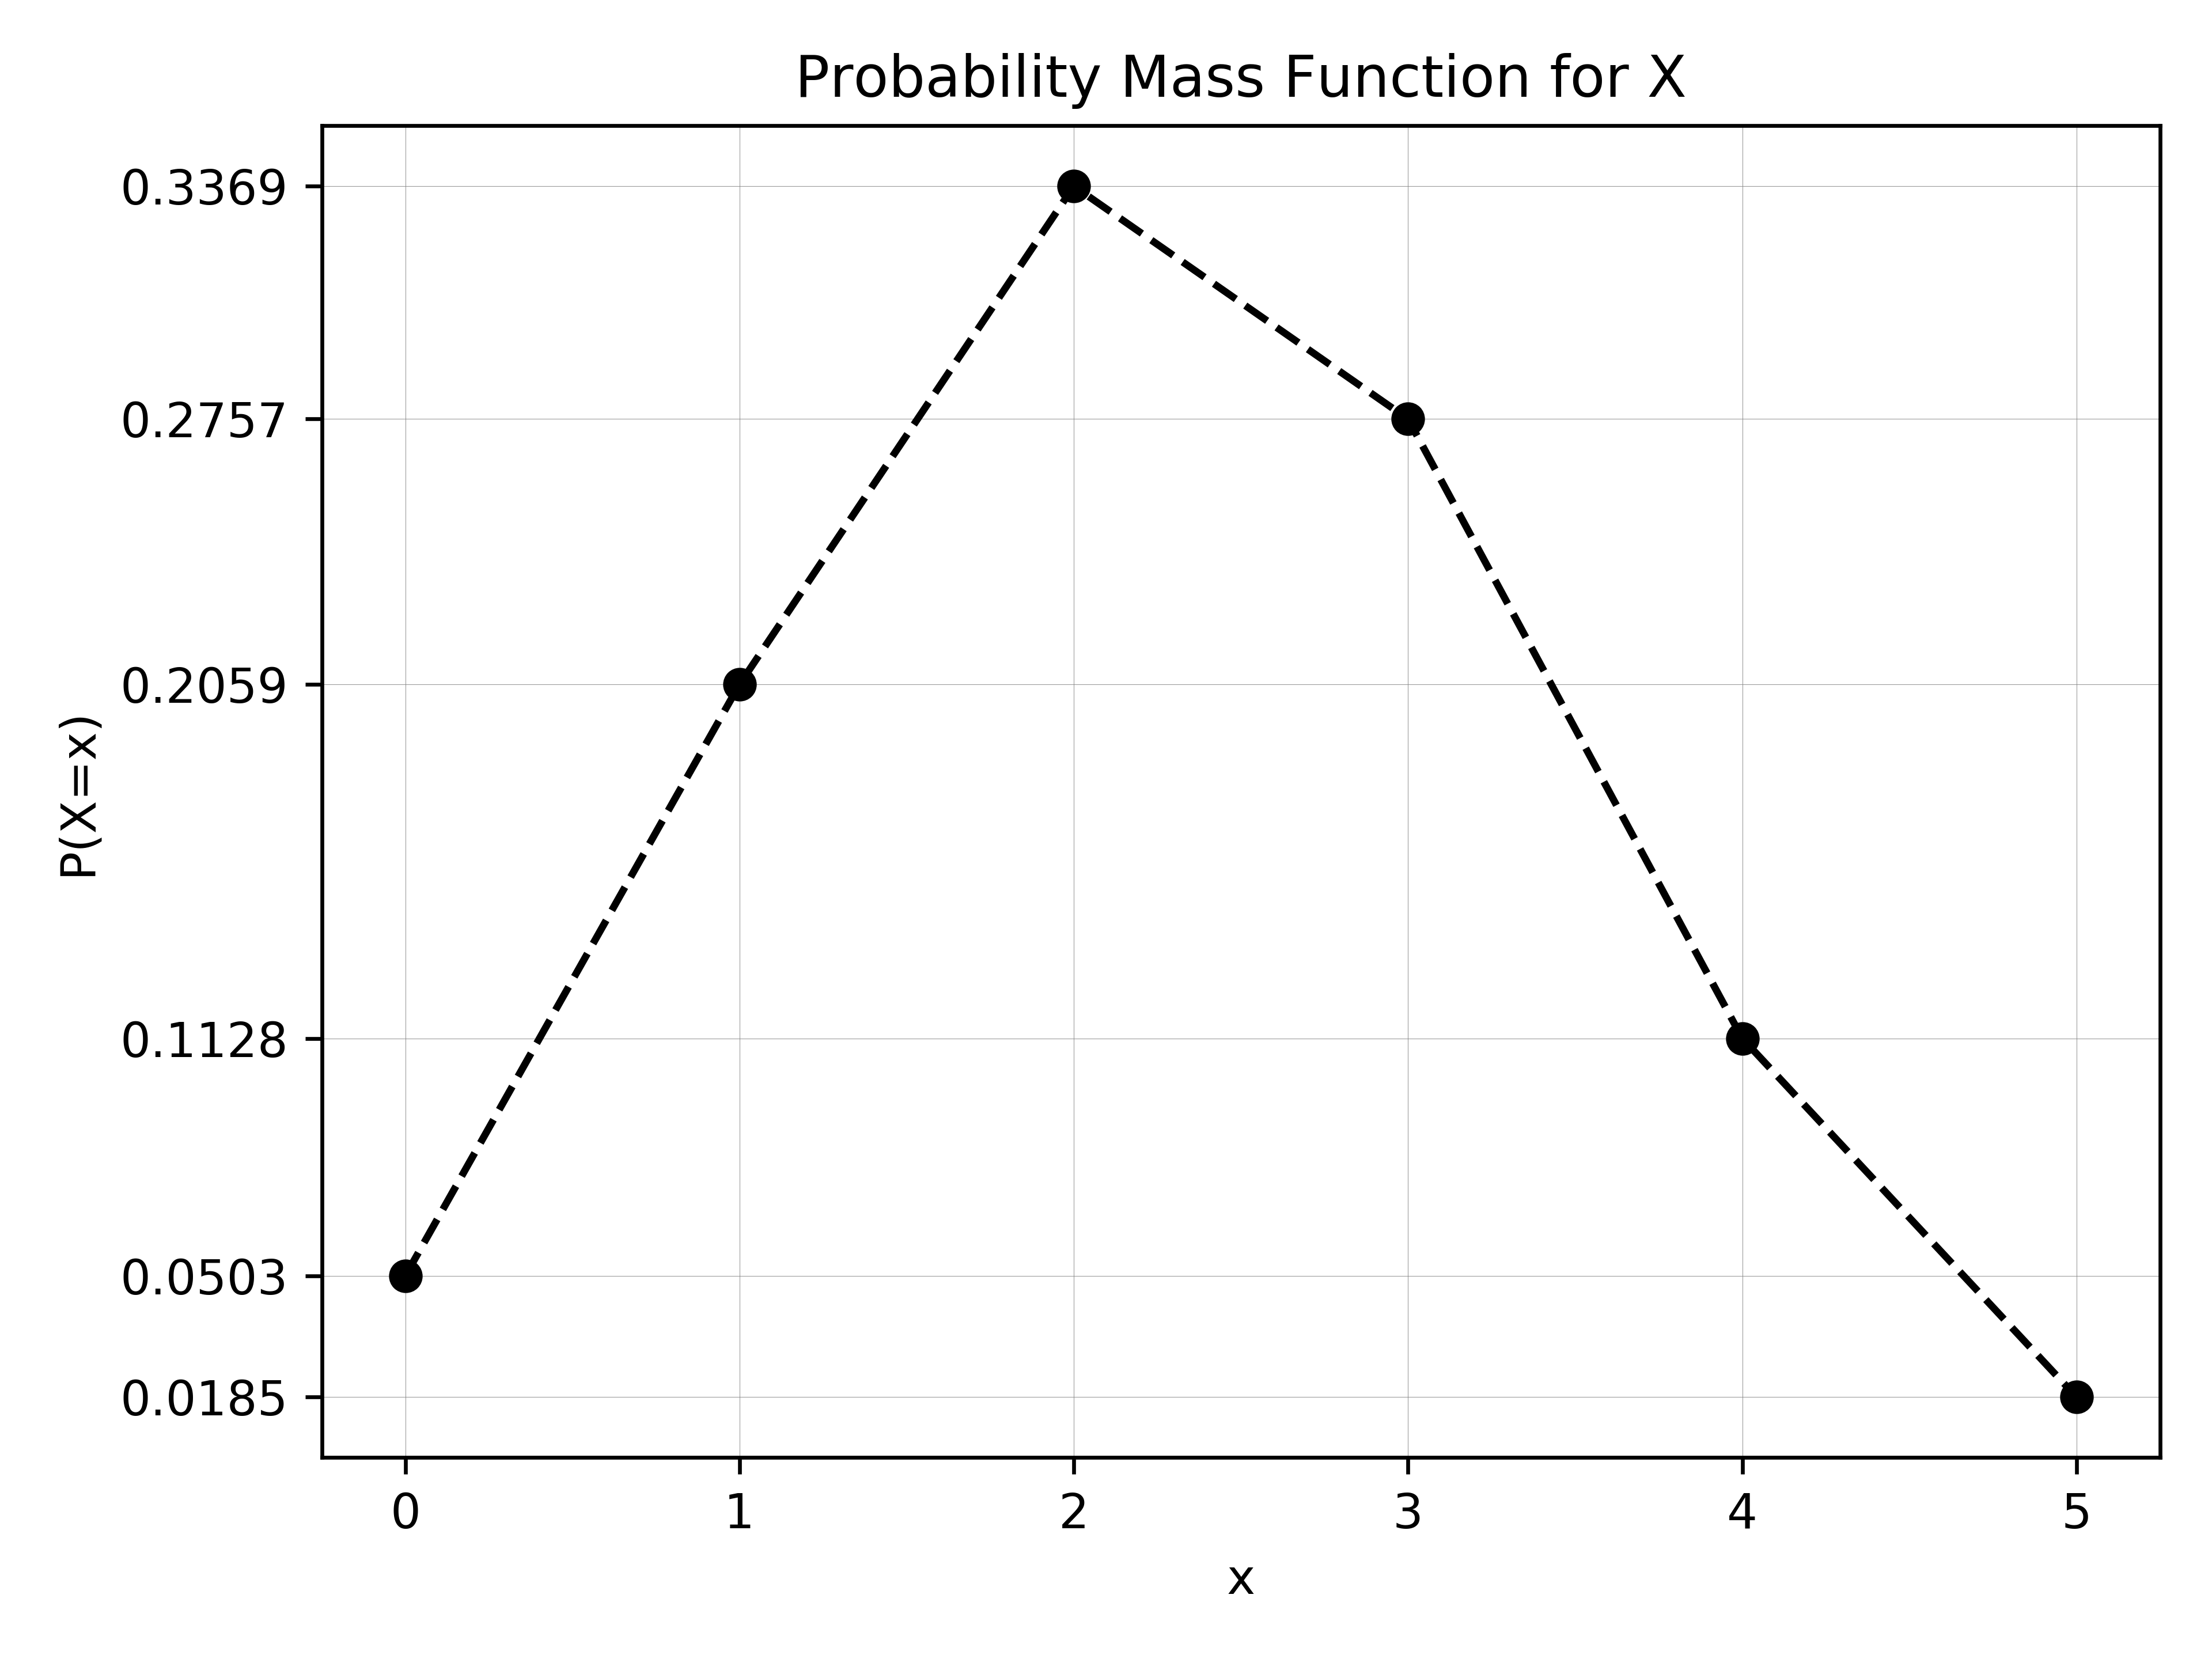 Probability Mass Function for X
0.3369
0.2757
0.2059
0.1128
0.0503
0.0185
P(X=x)
0 1 2 3 4 5
x